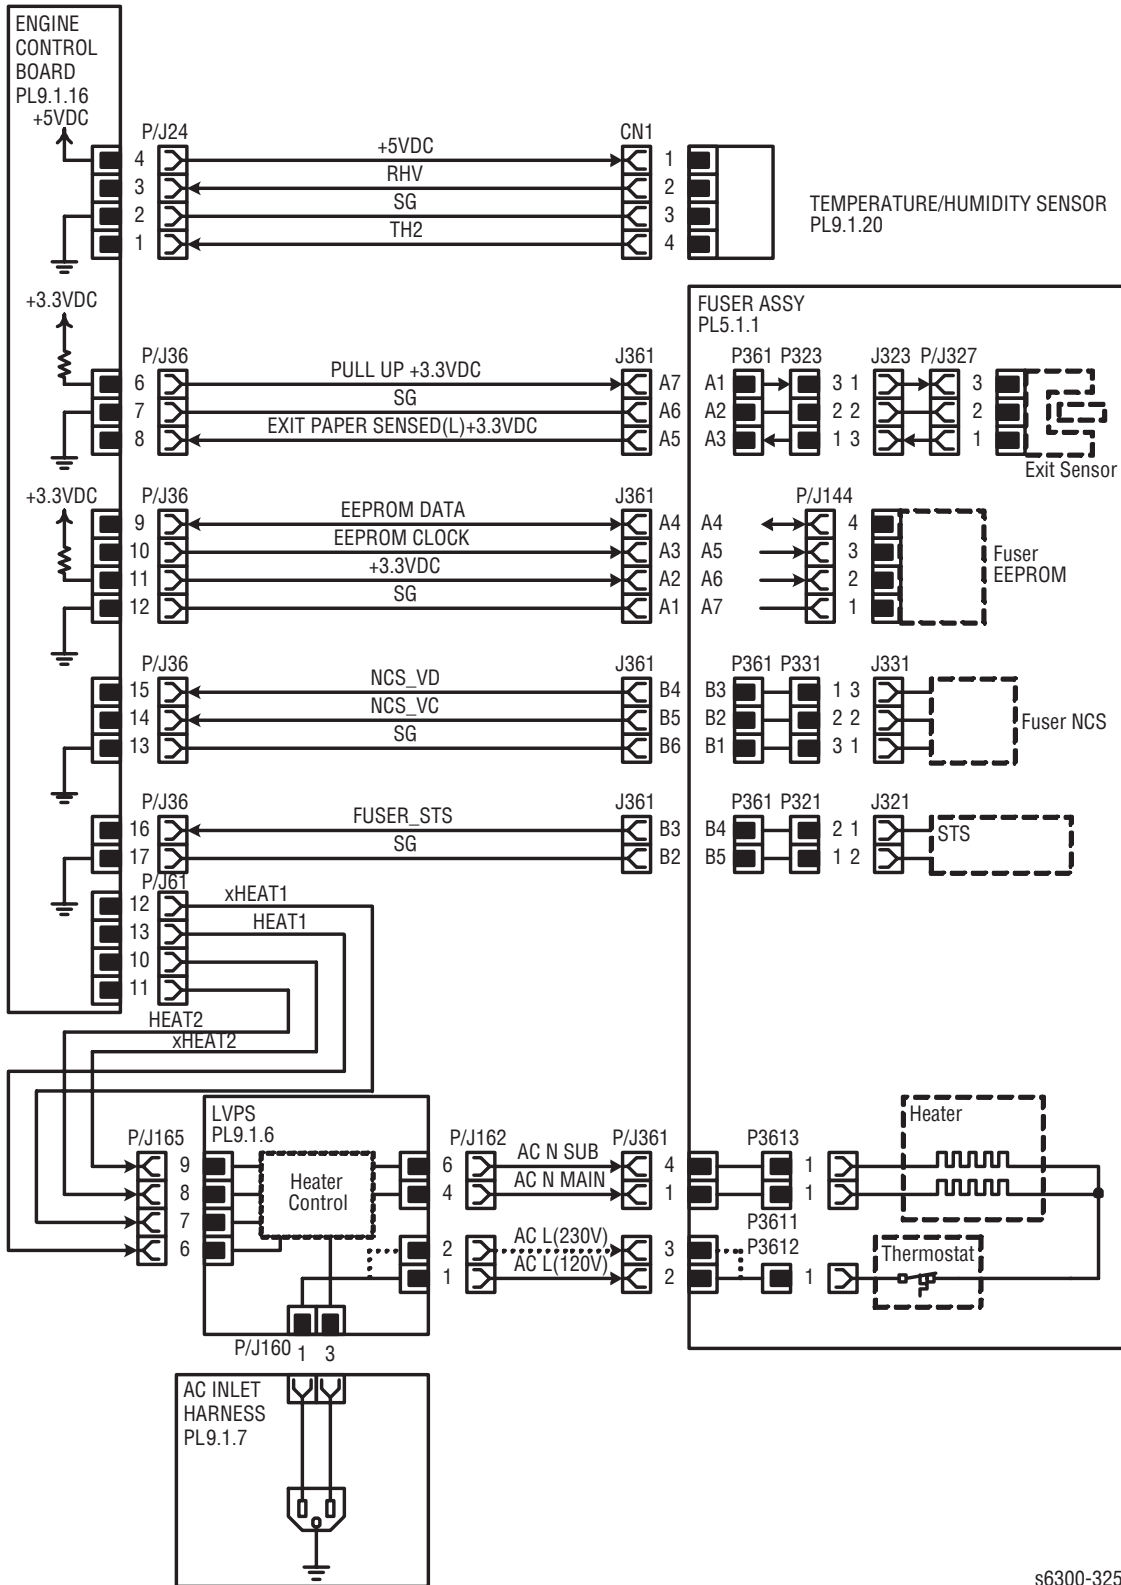 ENGINE
CONTROL
BOARD
PL9.1.16
+5VDC
P/J24
CN1
4 +5VDC 1
3 RHV 2
2 SG 3
1 TH2 4
TEMPERATURE/HUMIDITY SENSOR
PL9.1.20
+3.3VDC
FUSER ASSY
PL5.1.1
P/J36 J361 P361 P323 J323 P/J327
6 PULL UP +3.3VDC A7 A1 3 1 3
7 SG A6 A2 2 2 2
8 EXIT PAPER SENSED(L)+3.3VDC A5 A3 1 3 1
Exit Sensor
+3.3VDC
P/J36 J361 P/J144
9 EEPROM DATA A4 A4 4
10 EEPROM CLOCK A3 A5 3
11 +3.3VDC A2 A6 2
12 SG A1 A7 1
Fuser
EEPROM
P/J36 J361 P361 P331 J331
15 NCS_VD B4 B3 1 3
14 NCS_VC B5 B2 2 2
13 SG B6 B1 3 1
Fuser NCS
P/J36 J361 P361 P321 J321
16 FUSER_STS B3 B4 2 1
17 SG B2 B5 1 2
STS
P/J61
12 xHEAT1
13 HEAT1
10
11
HEAT2
xHEAT2
LVPS
PL9.1.6
Heater
Control
P/J165
9
8
7
6
P/J162 P/J361 P3613
6 AC N SUB 4 1
4 AC N MAIN 1 1
P3611
2 AC L(230V) 3
P3612
1 AC L(120V) 2 1
Heater
Thermostat
P/J160 1 3
AC INLET
HARNESS
PL9.1.7
s6300-325